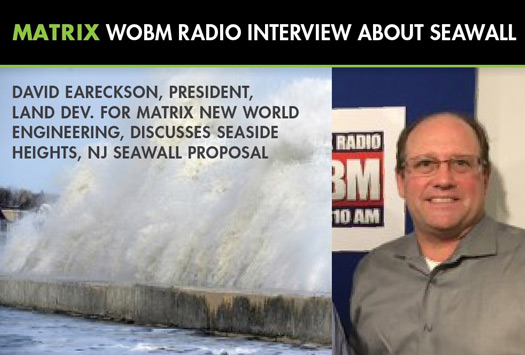 MATRIX WOBM RADIO INTERVIEW ABOUT SEAWALL
DAVID EARECKSON, PRESIDENT,
LAND DEV. FOR MATRIX NEW WORLD
ENGINEERING, DISCUSSES SEASIDE
HEIGHTS, NJ SEAWALL PROPOSAL
RADIO
BM
10 AM